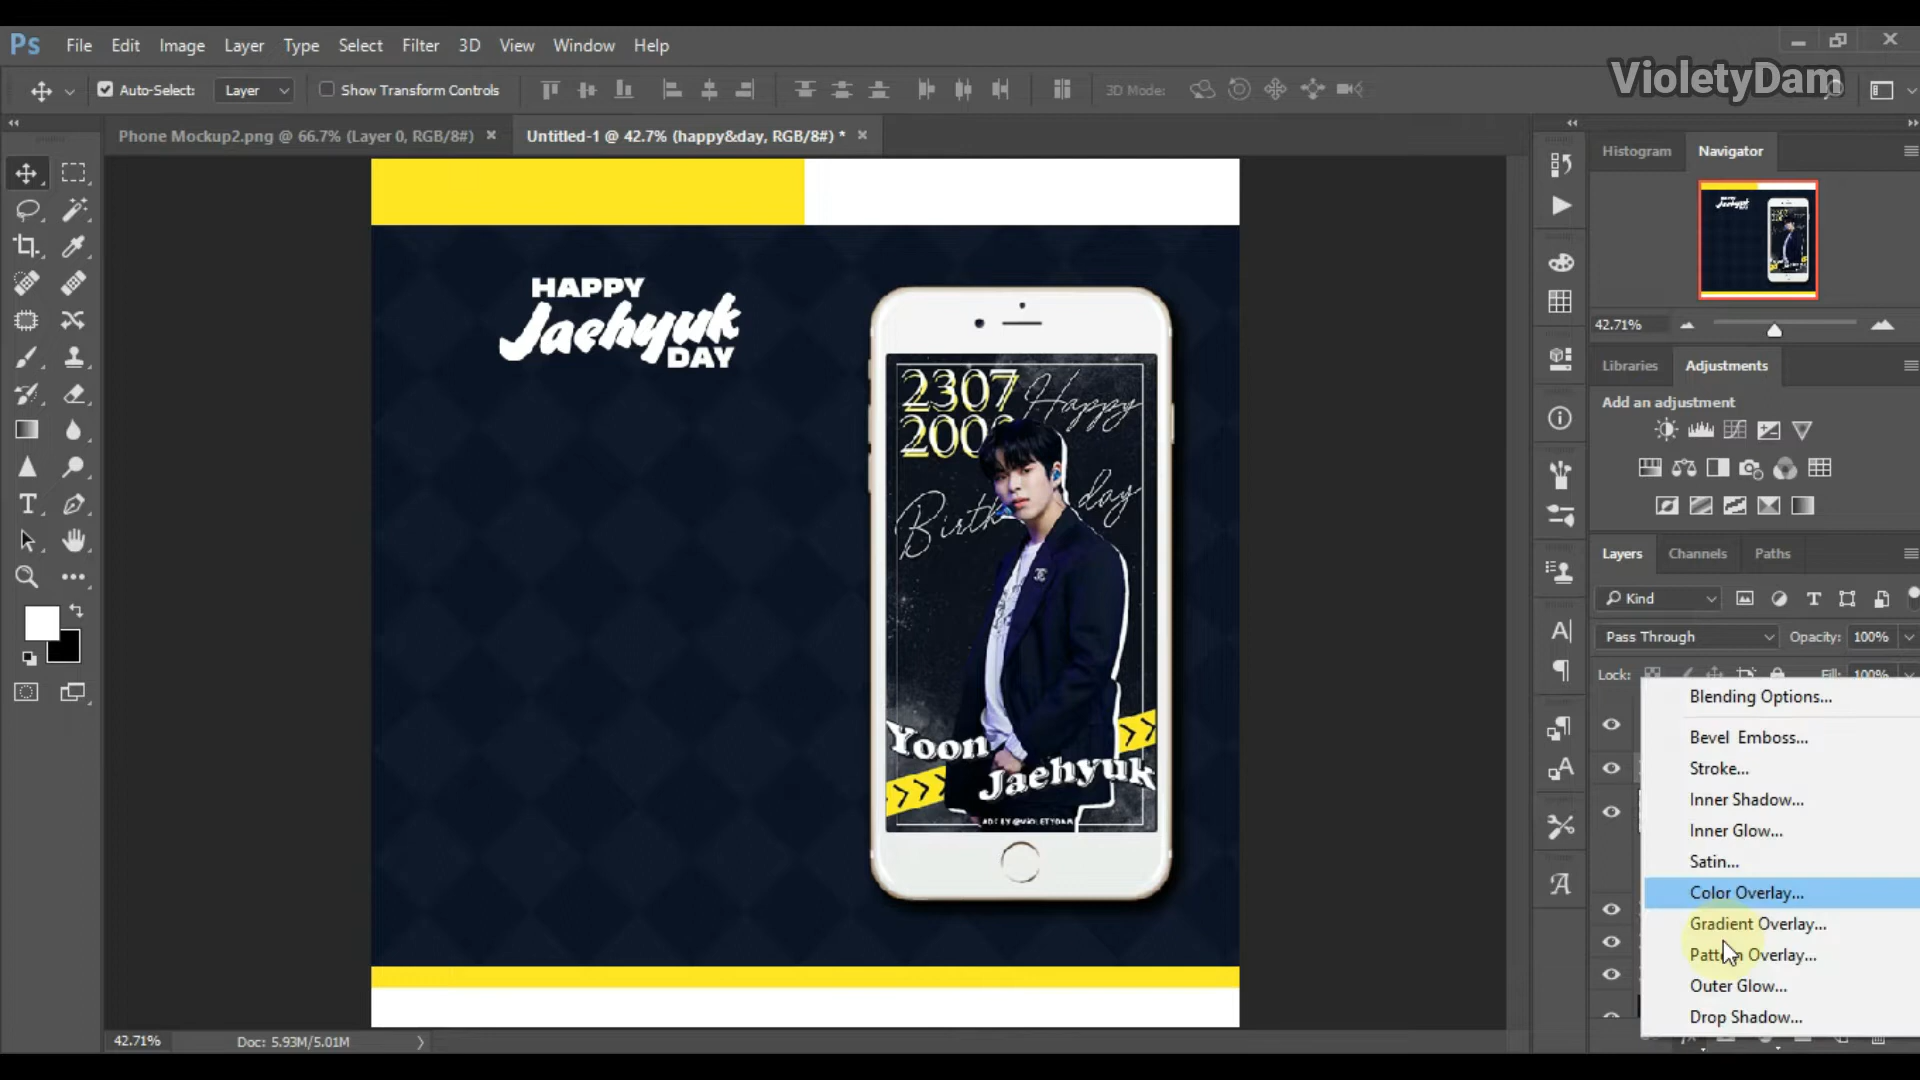 Ps File Edit Image Layer Type Select Filter 3D View Window Help
Auto-Select: Layer Show Transform Controls 3D Mode:
VioletyDam
Phone Mockup2.png @ 66.7% (Layer 0, RGB/8#) Untitled-1 @ 42.7% (happy&day, RGB/8#) *
Histogram Navigator
42.71%
Libraries Adjustments
Add an adjustment
Layers Channels Paths
Kind
Pass Through Opacity: 100%
Lock: Fill: 100%
Blending Options...
Bevel Emboss...
Stroke...
Inner Shadow...
Inner Glow...
Satin...
Color Overlay...
Gradient Overlay...
Pattern Overlay...
Outer Glow...
Drop Shadow...
HAPPY
Jaehyuk
DAY
2307
Happy
200
Birthday
Yoon
Jaehyuk
ADT BY @VIOLETYDAM
42.71% Doc: 5.93M/5.01M